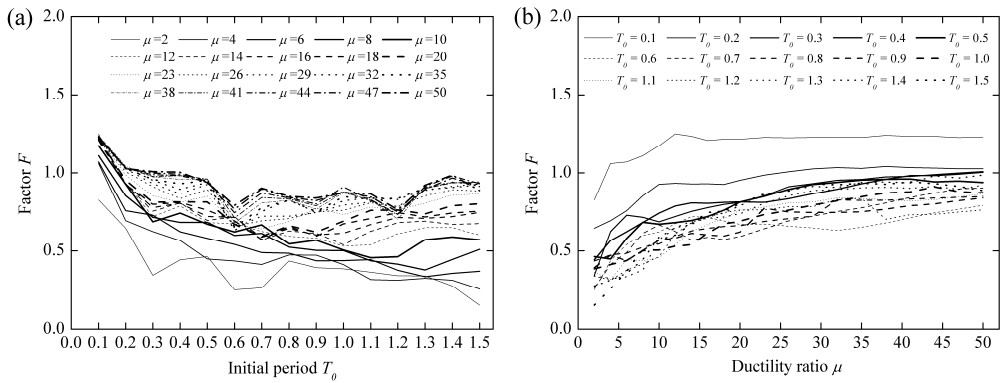 (a)
2.0
μ=2 μ=4 μ=6 μ=8 μ=10
μ=12 μ=14 μ=16 μ=18 μ=20
μ=23 μ=26 μ=29 μ=32 μ=35
μ=38 μ=41 μ=44 μ=47 μ=50
1.5
1.0
0.5
0.0
Factor F
0.0 0.1 0.2 0.3 0.4 0.5 0.6 0.7 0.8 0.9 1.0 1.1 1.2 1.3 1.4 1.5
Initial period T0
(b)
2.0
T0 = 0.1 T0 = 0.2 T0 = 0.3 T0 = 0.4 T0 = 0.5
T0 = 0.6 T0 = 0.7 T0 = 0.8 T0 = 0.9 T0 = 1.0
T0 = 1.1 T0 = 1.2 T0 = 1.3 T0 = 1.4 T0 = 1.5
1.5
1.0
0.5
0.0
Factor F
0 5 10 15 20 25 30 35 40 45 50
Ductility ratio μ